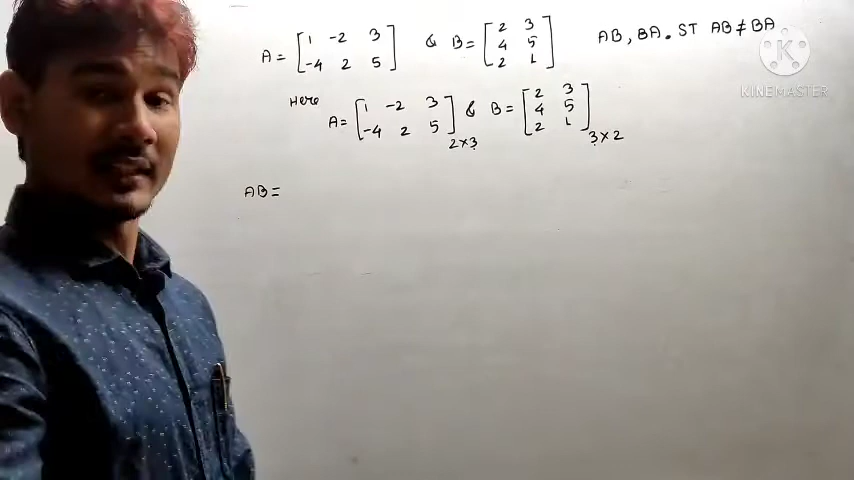 A = [ 1 -2 3 & B = [ 2 3 AB, BA. ST AB ≠ BA
-4 2 5 ] 4 5
2 1 ]
KINEMASTER
Here
A = [ 1 -2 3 & B = [ 2 3
-4 2 5 ] 2×3 4 5
2 1 ] 3×2
AB =